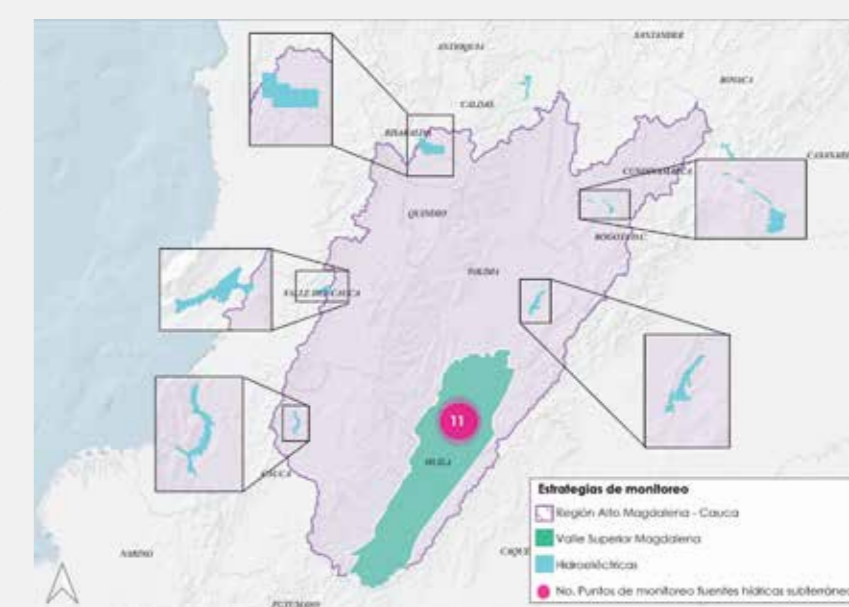 ANTIOQUIA
SANTANDER
BOYACA
CALDAS
RISARALDA
CASANARE
CUNDINAMARCA
QUINDIO
BOGOTA D.C.
TOLIMA
VALLE DEL CAUCA
11
HUILA
CAUCA
NARIÑO
CAQUE
PUTUMAYO
Estrategias de monitoreo
Región Alto Magdalena - Cauca
Valle Superior Magdalena
Hidroeléctricas
No. Puntos de monitoreo fuentes hídricas subterráneas